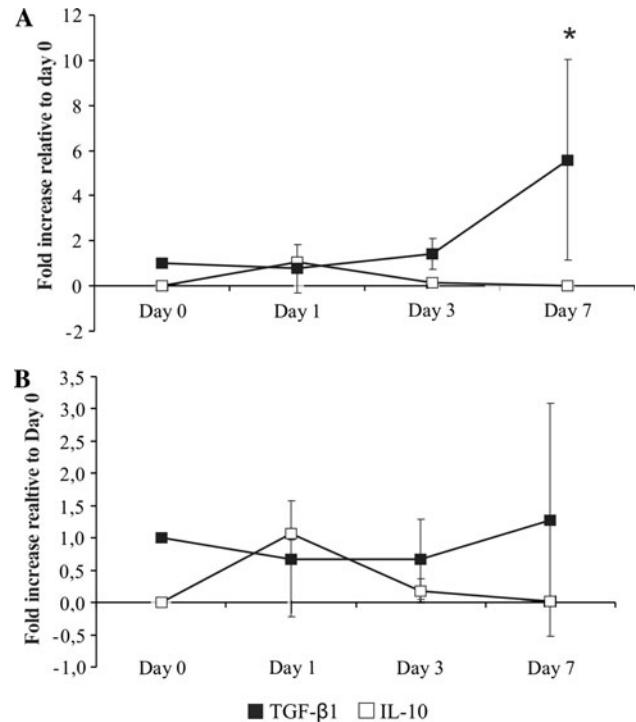 A
Fold increase relative to day 0
12
10
8
6
4
2
0
-2
*
Day 0 Day 1 Day 3 Day 7
B
Fold increase realtive to Day 0
3,5
3,0
2,5
2,0
1,5
1,0
0,5
0,0
-0,5
-1,0
Day 0 Day 1 Day 3 Day 7
TGF-β1 IL-10